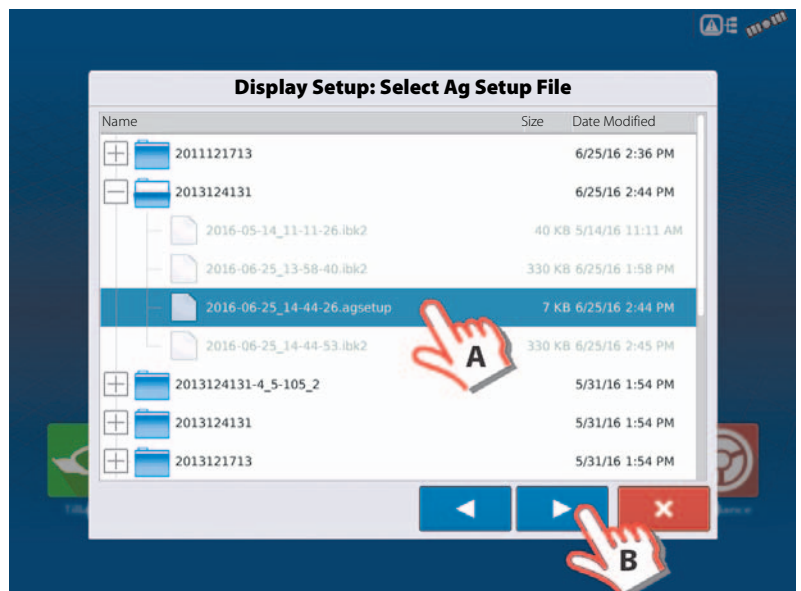 Display Setup: Select Ag Setup File
Name Size Date Modified
2011121713 6/25/16 2:36 PM
2013124131 6/25/16 2:44 PM
2016-05-14_11-11-26.ibk2 40 KB 5/14/16 11:11 AM
2016-06-25_13-58-40.ibk2 330 KB 6/25/16 1:58 PM
2016-06-25_14-44-26.agsetup 7 KB 6/25/16 2:44 PM
2016-06-25_14-44-53.ibk2 330 KB 6/25/16 2:45 PM
A
2013124131-4_5-105_2 5/31/16 1:54 PM
2013124131 5/31/16 1:54 PM
2013121713 5/31/16 1:54 PM
B